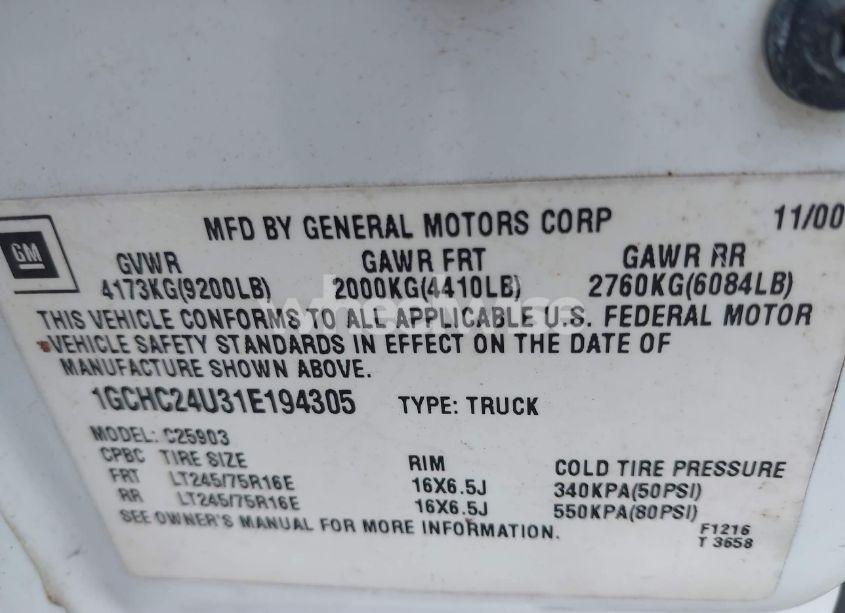 MFD BY GENERAL MOTORS CORP 11/00
GM
GVWR GAWR FRT GAWR RR
4173KG(9200LB) 2000KG(4410LB) 2760KG(6084LB)
THIS VEHICLE CONFORMS TO ALL APPLICABLE U.S. FEDERAL MOTOR
VEHICLE SAFETY STANDARDS IN EFFECT ON THE DATE OF
MANUFACTURE SHOWN ABOVE.
1GCHC24U31E194305 TYPE: TRUCK
MODEL: C25903
CPBC TIRE SIZE RIM COLD TIRE PRESSURE
FRT LT245/75R16E 16X6.5J 340KPA(50PSI)
RR LT245/75R16E 16X6.5J 550KPA(80PSI)
SEE OWNER'S MANUAL FOR MORE INFORMATION.
F1216
T 3658